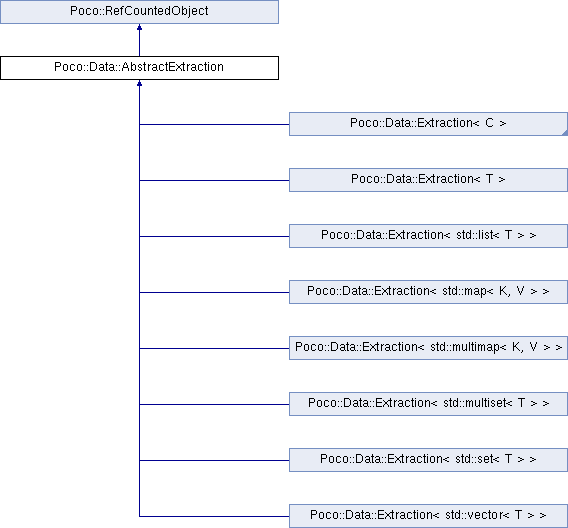 Poco::RefCountedObject
Poco::Data::AbstractExtraction
Poco::Data::Extraction< C >
Poco::Data::Extraction< T >
Poco::Data::Extraction< std::list< T > >
Poco::Data::Extraction< std::map< K, V > >
Poco::Data::Extraction< std::multimap< K, V > >
Poco::Data::Extraction< std::multiset< T > >
Poco::Data::Extraction< std::set< T > >
Poco::Data::Extraction< std::vector< T > >